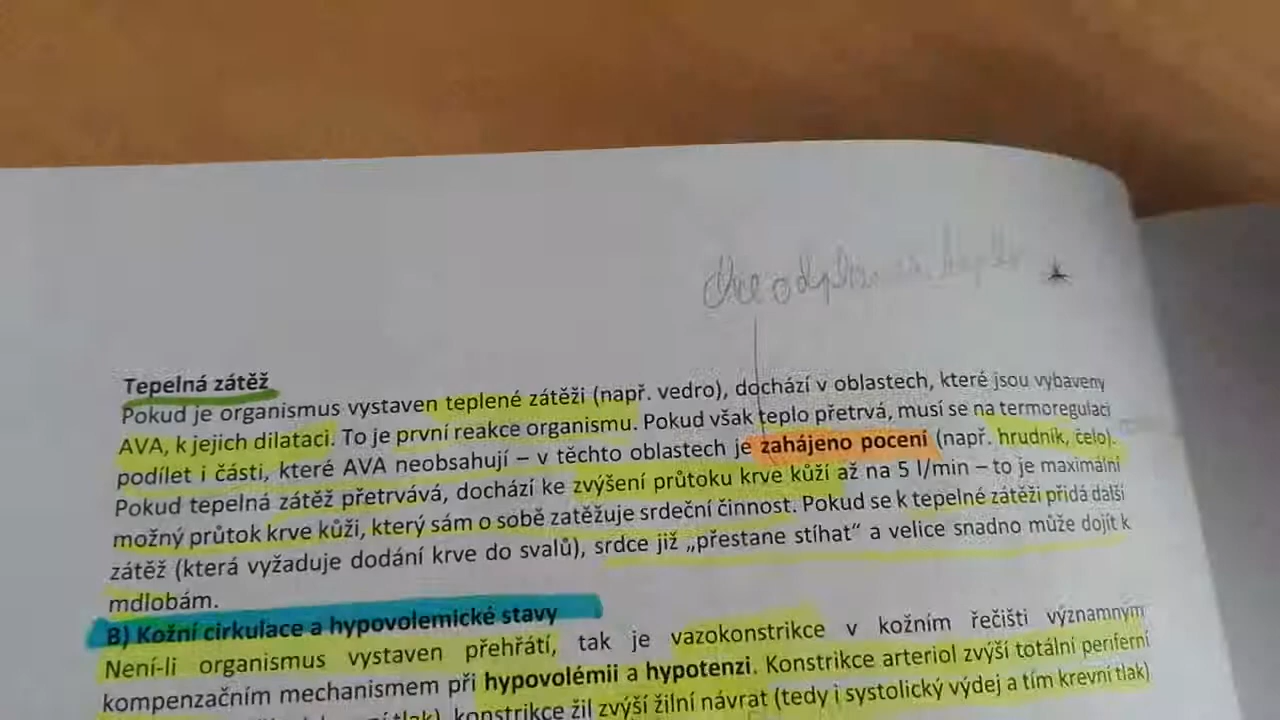 chce
Tepelná zátěž
Pokud je organismus vystaven teplené zátěži (např. vedro), dochází v oblastech, které jsou vybaveny
AVA, k jejich dilataci. To je první reakce organismu. Pokud však teplo přetrvá, musí se na termoregulaci
podílet i části, které AVA neobsahují – v těchto oblastech je zahájeno pocení (např. hrudník, čelo).
Pokud tepelná zátěž přetrvává, dochází ke zvýšení průtoku krve kůží až na 5 l/min – to je maximální
možný průtok krve kůží, který sám o sobě zatěžuje srdeční činnost. Pokud se k tepelné zátěži přidá další
zátěž (která vyžaduje dodání krve do svalů), srdce již „přestane stíhat“ a velice snadno může dojít k
mdlobám.
B) Kožní cirkulace a hypovolemické stavy
Není-li organismus vystaven přehřátí, tak je vazokonstrikce v kožním řečišti významným
kompenzačním mechanismem při hypovolémii a hypotenzi. Konstrikce arteriol zvýší totální periferní
tlak), konstrikce žil zvýší žilní návrat (tedy i systolický výdej a tím krevní tlak)